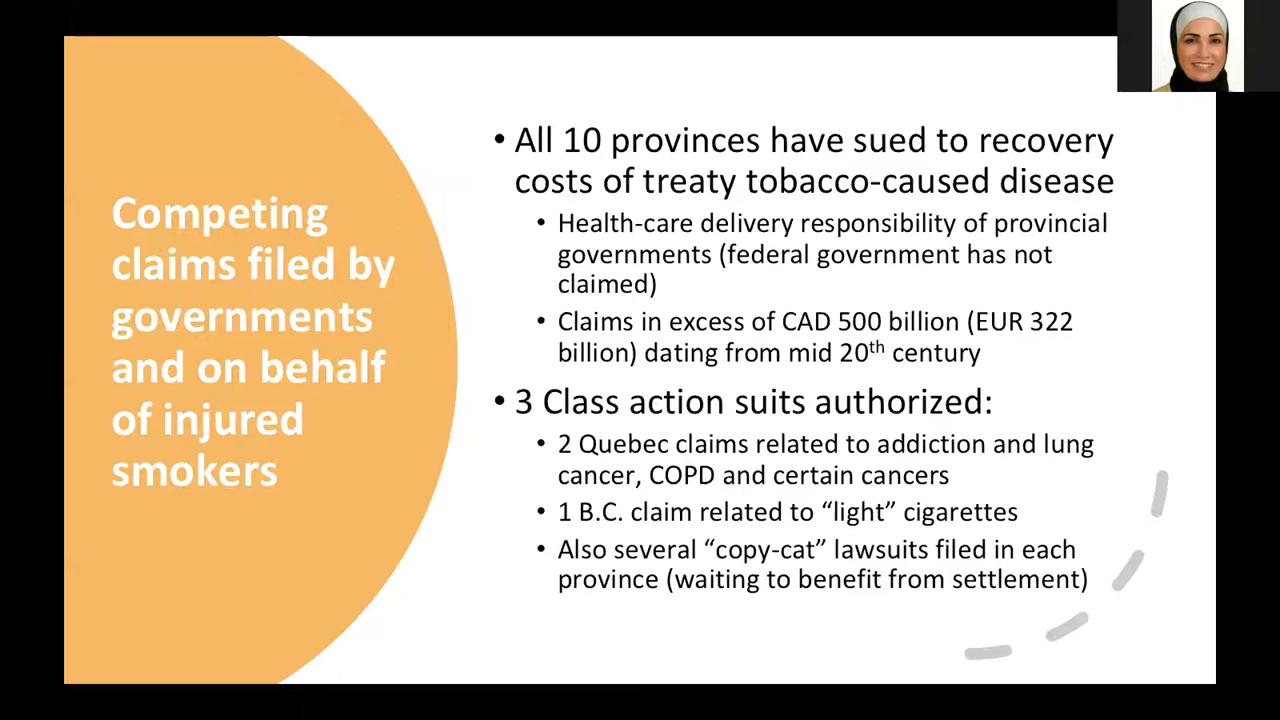 Competing
claims filed by
governments
and on behalf
of injured
smokers
• All 10 provinces have sued to recovery
costs of treaty tobacco-caused disease
• Health-care delivery responsibility of provincial
governments (federal government has not
claimed)
• Claims in excess of CAD 500 billion (EUR 322
billion) dating from mid 20th century
• 3 Class action suits authorized:
• 2 Quebec claims related to addiction and lung
cancer, COPD and certain cancers
• 1 B.C. claim related to “light” cigarettes
• Also several “copy-cat” lawsuits filed in each
province (waiting to benefit from settlement)